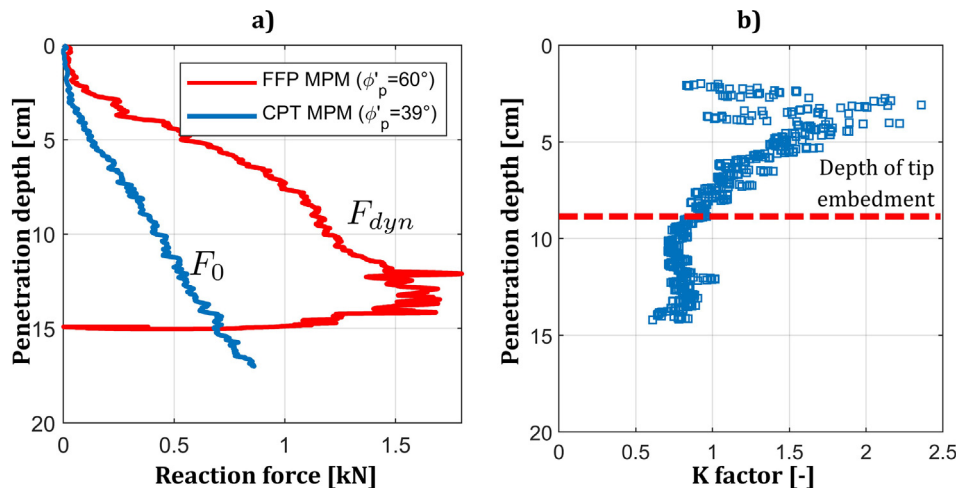 a)
Penetration depth [cm]
0
5
10
15
20
FFP MPM (ϕ'p=60°)
CPT MPM (ϕ'p=39°)
Fdyn
F0
0 0.5 1 1.5
Reaction force [kN]
b)
Penetration depth [cm]
0
5
10
15
20
Depth of tip
embedment
0 0.5 1 1.5 2 2.5
K factor [-]